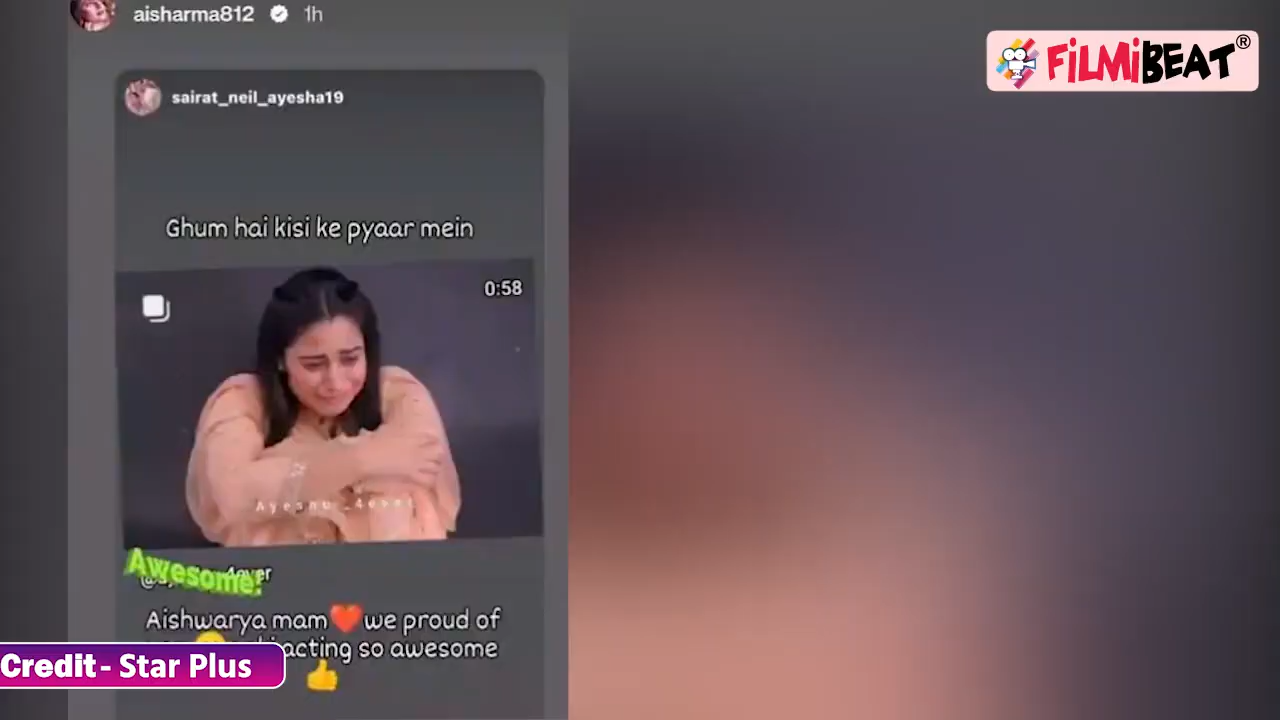 aisharma812 1h
FiLMiBEAT®
sairat_neil_ayesha19
Ghum hai kisi ke pyaar mein
0:58
Awesome!
Aishwarya mam ❤️ we proud of
acting so awesome
👍
Credit - Star Plus